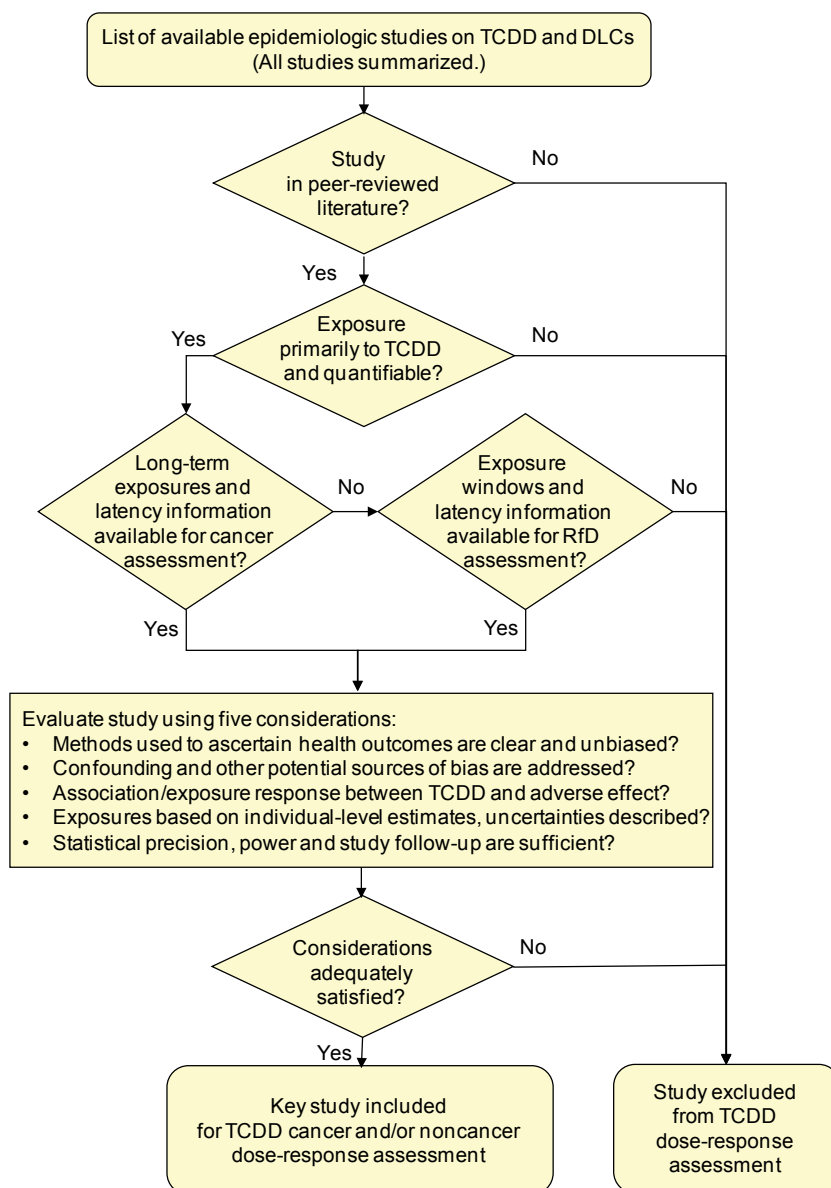 List of available epidemiologic studies on TCDD and DLCs
(All studies summarized.)
Study
in peer-reviewed
literature?
No
Yes
Exposure
primarily to TCDD
and quantifiable?
Yes
No
Long-term
exposures and
latency information
available for cancer
assessment?
No
Exposure
windows and
latency information
available for RfD
assessment?
No
Yes
Yes
Evaluate study using five considerations:
• Methods used to ascertain health outcomes are clear and unbiased?
• Confounding and other potential sources of bias are addressed?
• Association/exposure response between TCDD and adverse effect?
• Exposures based on individual-level estimates, uncertainties described?
• Statistical precision, power and study follow-up are sufficient?
Considerations
adequately
satisfied?
No
Yes
Key study included
for TCDD cancer and/or noncancer
dose-response assessment
Study excluded
from TCDD
dose-response
assessment